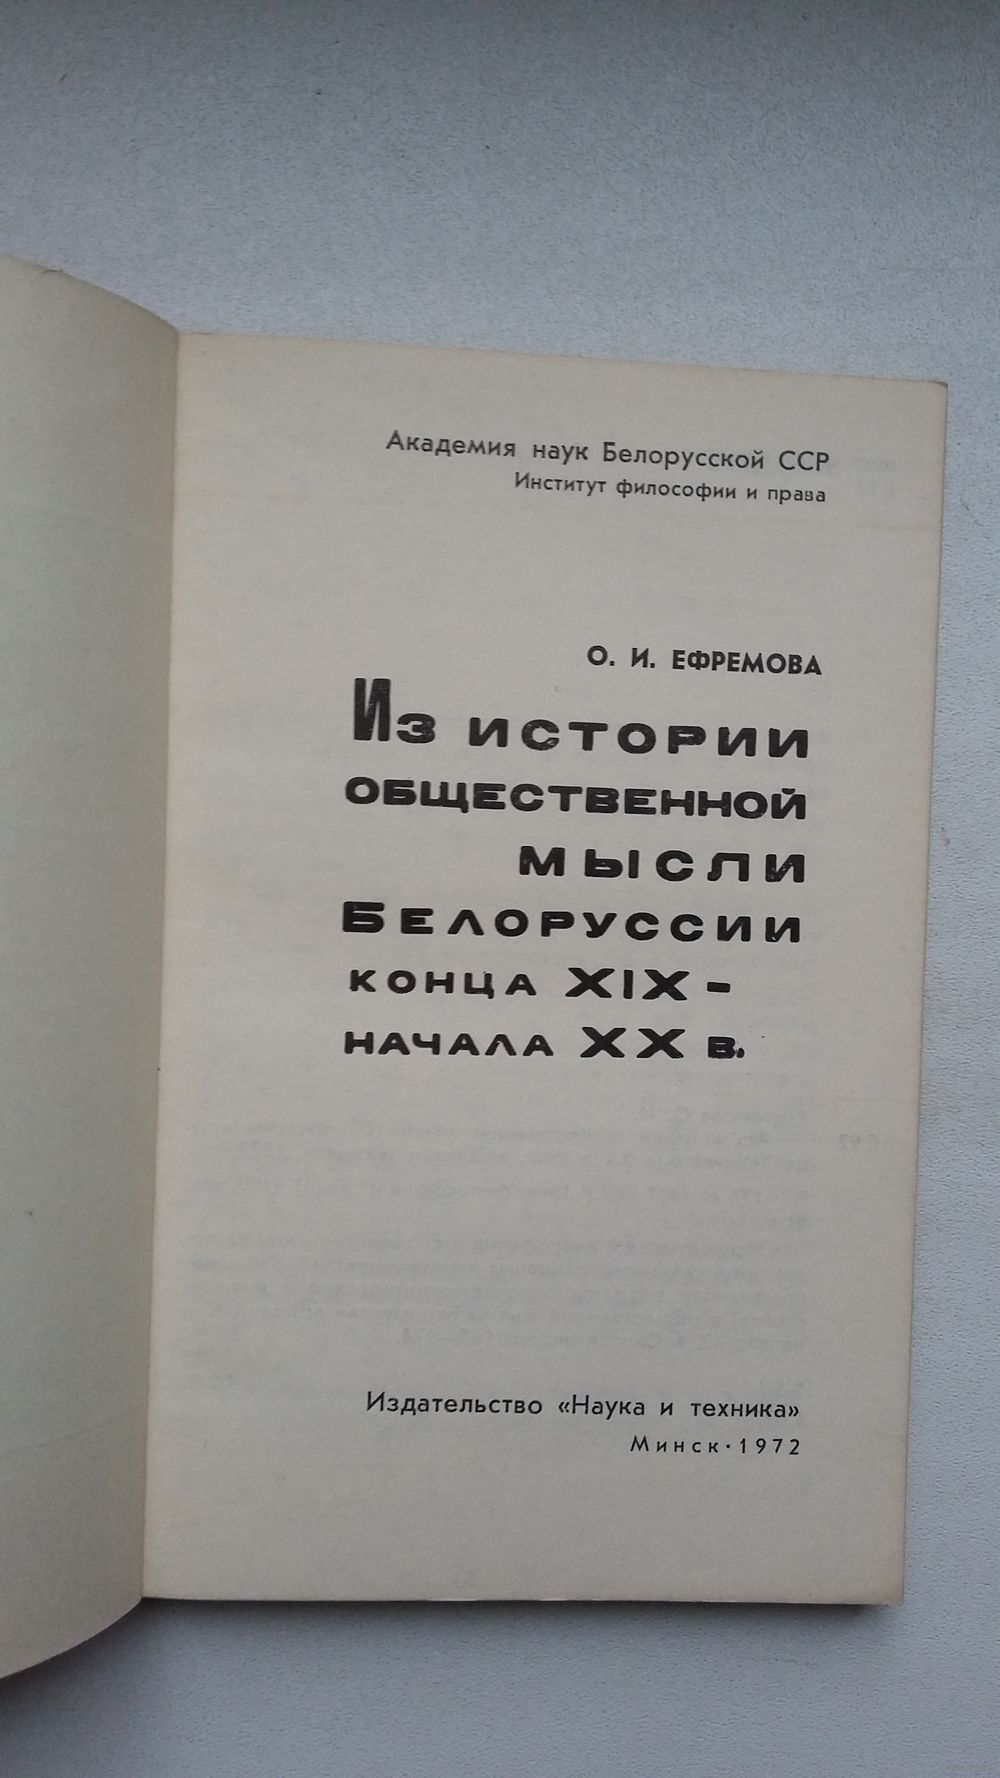 Академия наук Белорусской ССР
Институт философии и права
О. И. ЕФРЕМОВА
Из истории
общественной
мысли
Белоруссии
конца XIX –
начала XX в.
Издательство «Наука и техника»
Минск · 1972